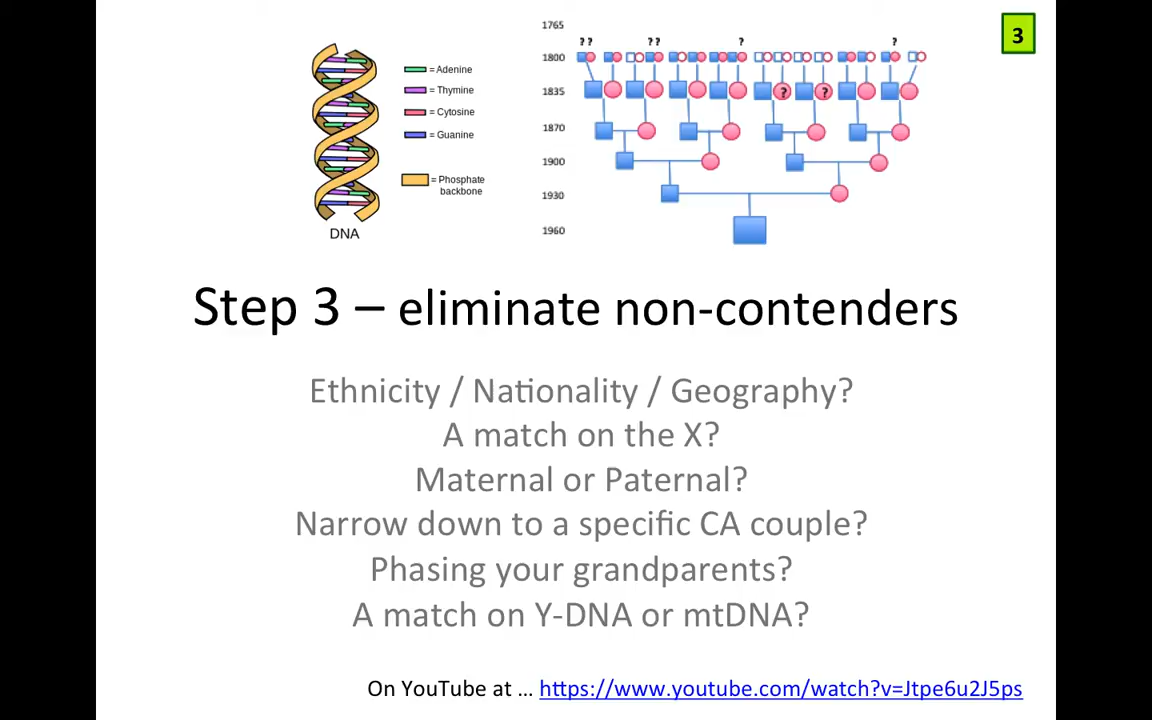 3
= Adenine
= Thymine
= Cytosine
= Guanine
= Phosphate
backbone
DNA
1765
? ? ? ? ? ?
1800
1835 ? ?
1870
1900
1930
1960
Step 3 – eliminate non-contenders
Ethnicity / Nationality / Geography?
A match on the X?
Maternal or Paternal?
Narrow down to a specific CA couple?
Phasing your grandparents?
A match on Y-DNA or mtDNA?
On YouTube at … https://www.youtube.com/watch?v=Jtpe6u2J5ps